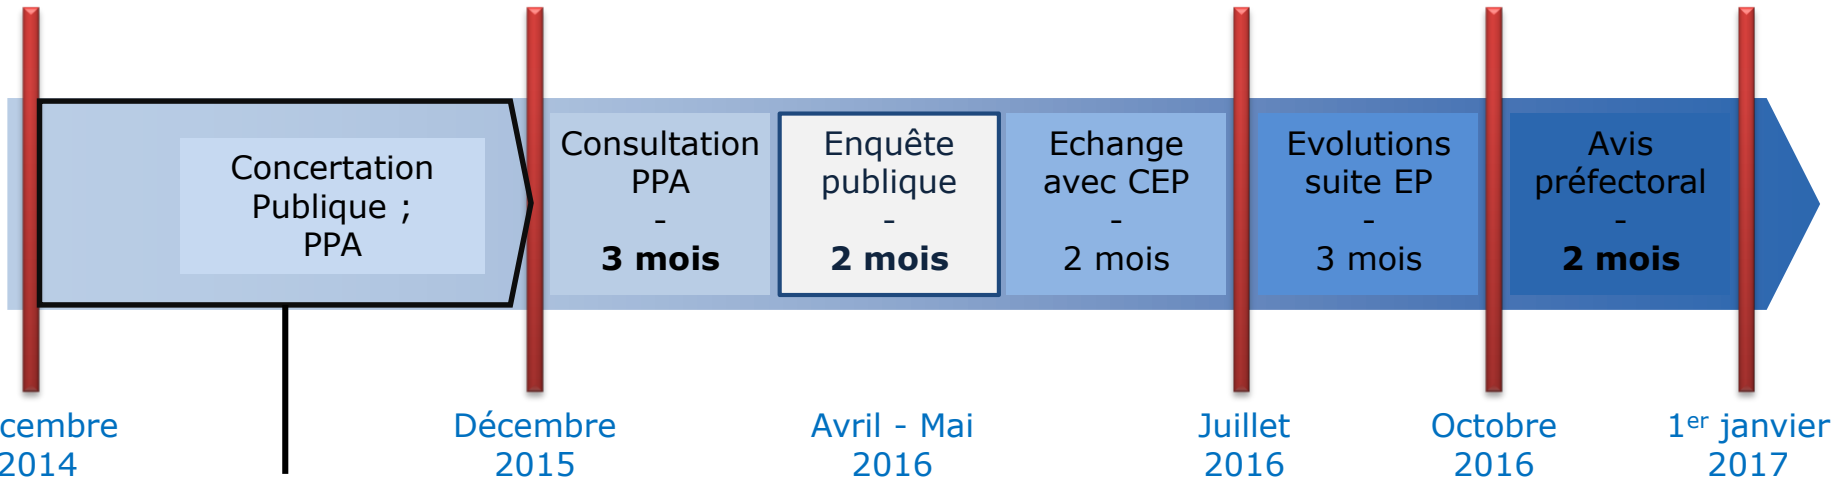 Concertation
Publique ;
PPA
Consultation
PPA
-
3 mois
Enquête
publique
-
2 mois
Echange
avec CEP
-
2 mois
Evolutions
suite EP
-
3 mois
Avis
préfectoral
-
2 mois
cembre
2014
Décembre
2015
Avril - Mai
2016
Juillet
2016
Octobre
2016
1er janvier
2017